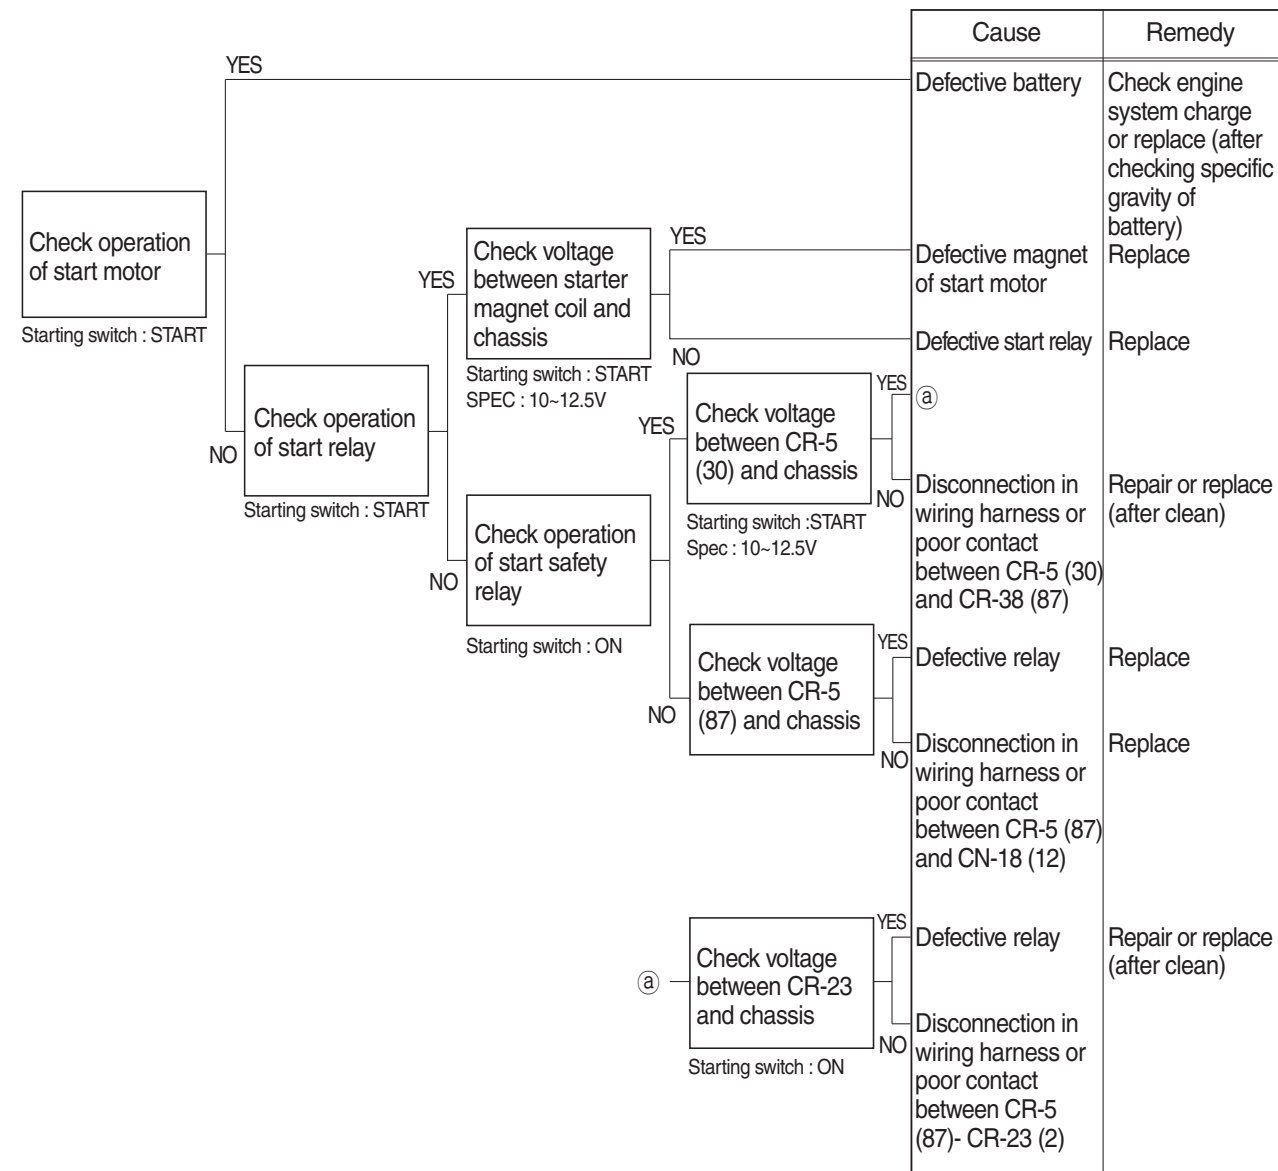 Cause
Remedy
YES
Defective battery
Check engine
system charge
or replace (after
checking specific
gravity of
battery)
Check operation
of start motor
Starting switch : START
YES
Check voltage
between starter
magnet coil and
chassis
Starting switch : START
SPEC : 10~12.5V
YES
Defective magnet
of start motor
Replace
NO
Defective start relay
Replace
NO
Check operation
of start relay
Starting switch : START
YES
Check voltage
between CR-5
(30) and chassis
Starting switch :START
Spec : 10~12.5V
YES
ⓐ
NO
Disconnection in
wiring harness or
poor contact
between CR-5 (30)
and CR-38 (87)
Repair or replace
(after clean)
NO
Check operation
of start safety
relay
Starting switch : ON
NO
Check voltage
between CR-5
(87) and chassis
YES
Defective relay
Replace
NO
Disconnection in
wiring harness or
poor contact
between CR-5 (87)
and CN-18 (12)
Replace
ⓐ
Check voltage
between CR-23
and chassis
Starting switch : ON
YES
Defective relay
Repair or replace
(after clean)
NO
Disconnection in
wiring harness or
poor contact
between CR-5
(87)- CR-23 (2)